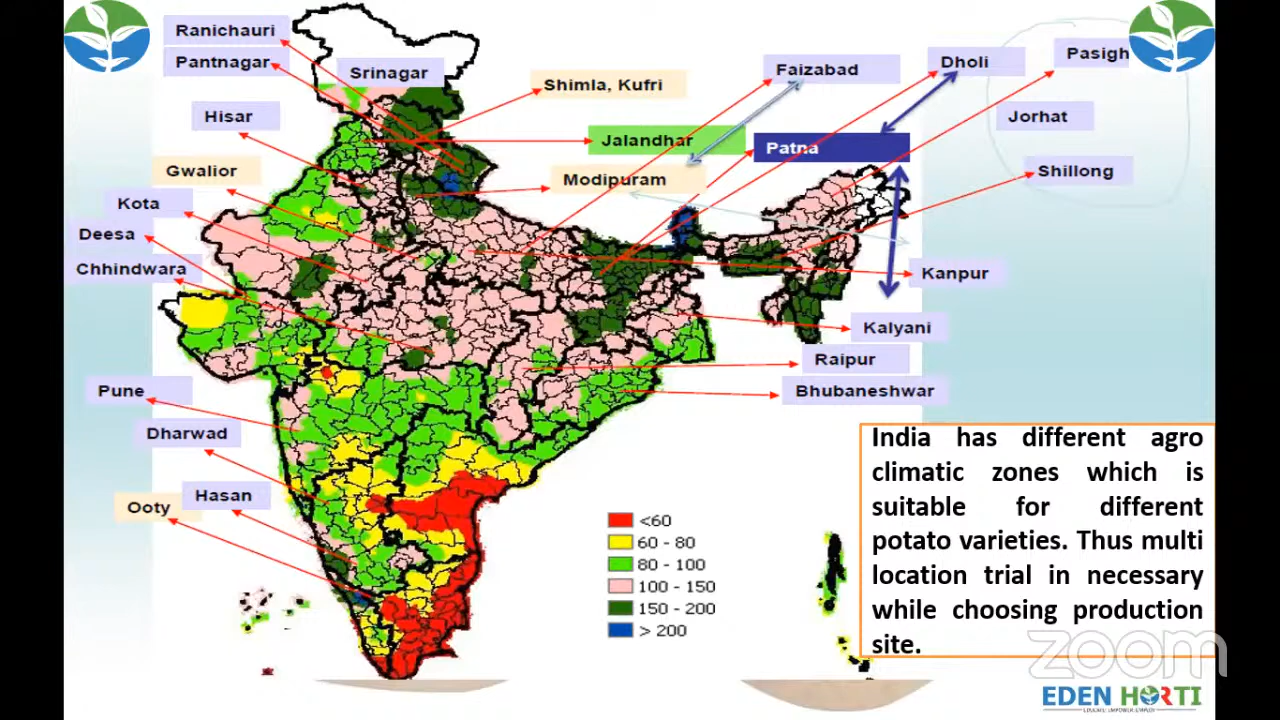 Ranichauri
Pantnagar
Srinagar
Shimla, Kufri
Faizabad
Dholi
Pasigh
Hisar
Jalandhar
Patna
Jorhat
Gwalior
Modipuram
Shillong
Kota
Deesa
Chhindwara
Kanpur
Kalyani
Raipur
Pune
Bhubaneshwar
Dharwad
Hasan
Ooty
<60
60 - 80
80 - 100
100 - 150
150 - 200
> 200
India has different agro
climatic zones which is
suitable for different
potato varieties. Thus multi
location trial in necessary
while choosing production
site.
zoom
EDEN HORTI
EDUCATE EMPOWER EMPLOY